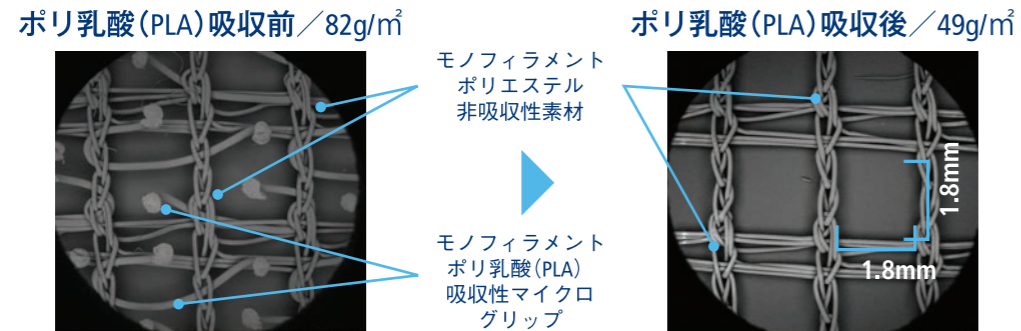 ポリ乳酸（PLA）吸収前／82g/㎡
ポリ乳酸（PLA）吸収後／49g/㎡
モノフィラメント
ポリエステル
非吸収性素材
モノフィラメント
ポリ乳酸（PLA）
吸収性マイクロ
グリップ
1.8mm
1.8mm